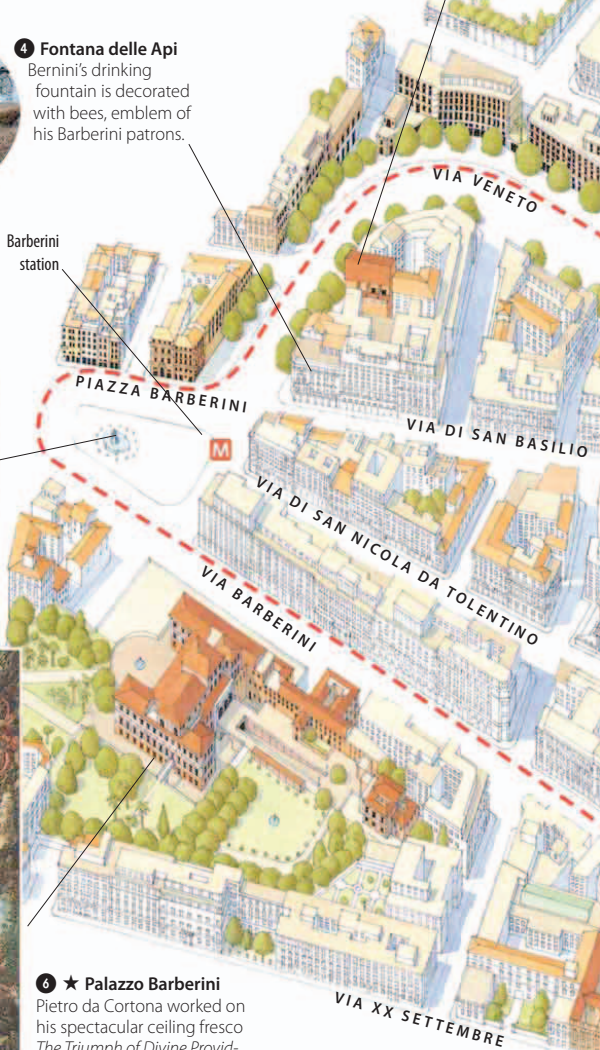 4 Fontana delle Api
Bernini's drinking
fountain is decorated
with bees, emblem of
his Barberini patrons.
VIA VENETO
Barberini
station
PIAZZA BARBERINI
M
VIA DI SAN BASILIO
VIA DI SAN NICOLA DA TOLENTINO
VIA BARBERINI
6 ★ Palazzo Barberini
Pietro da Cortona worked on
his spectacular ceiling fresco
The Triumph of Divine Provid-
VIA XX SETTEMBRE